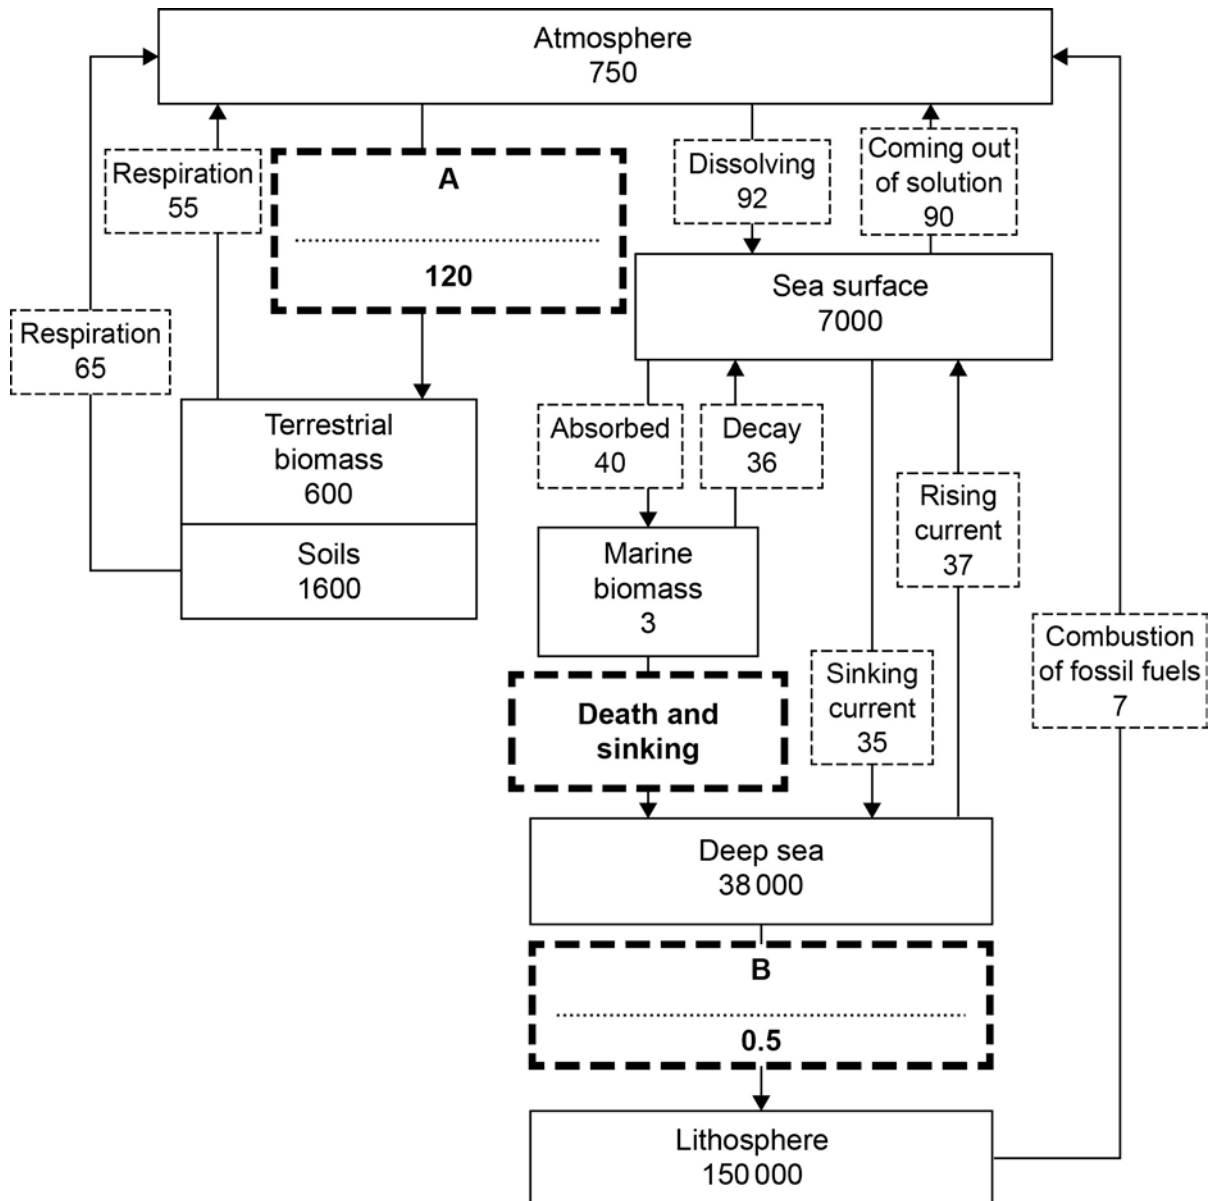 Atmosphere
750
Respiration
55
A
120
Dissolving
92
Coming out
of solution
90
Sea surface
7000
Respiration
65
Terrestrial
biomass
600
Soils
1600
Absorbed
40
Decay
36
Rising
current
37
Marine
biomass
3
Combustion
of fossil fuels
7
Sinking
current
35
Death and
sinking
Deep sea
38 000
B
0.5
Lithosphere
150 000